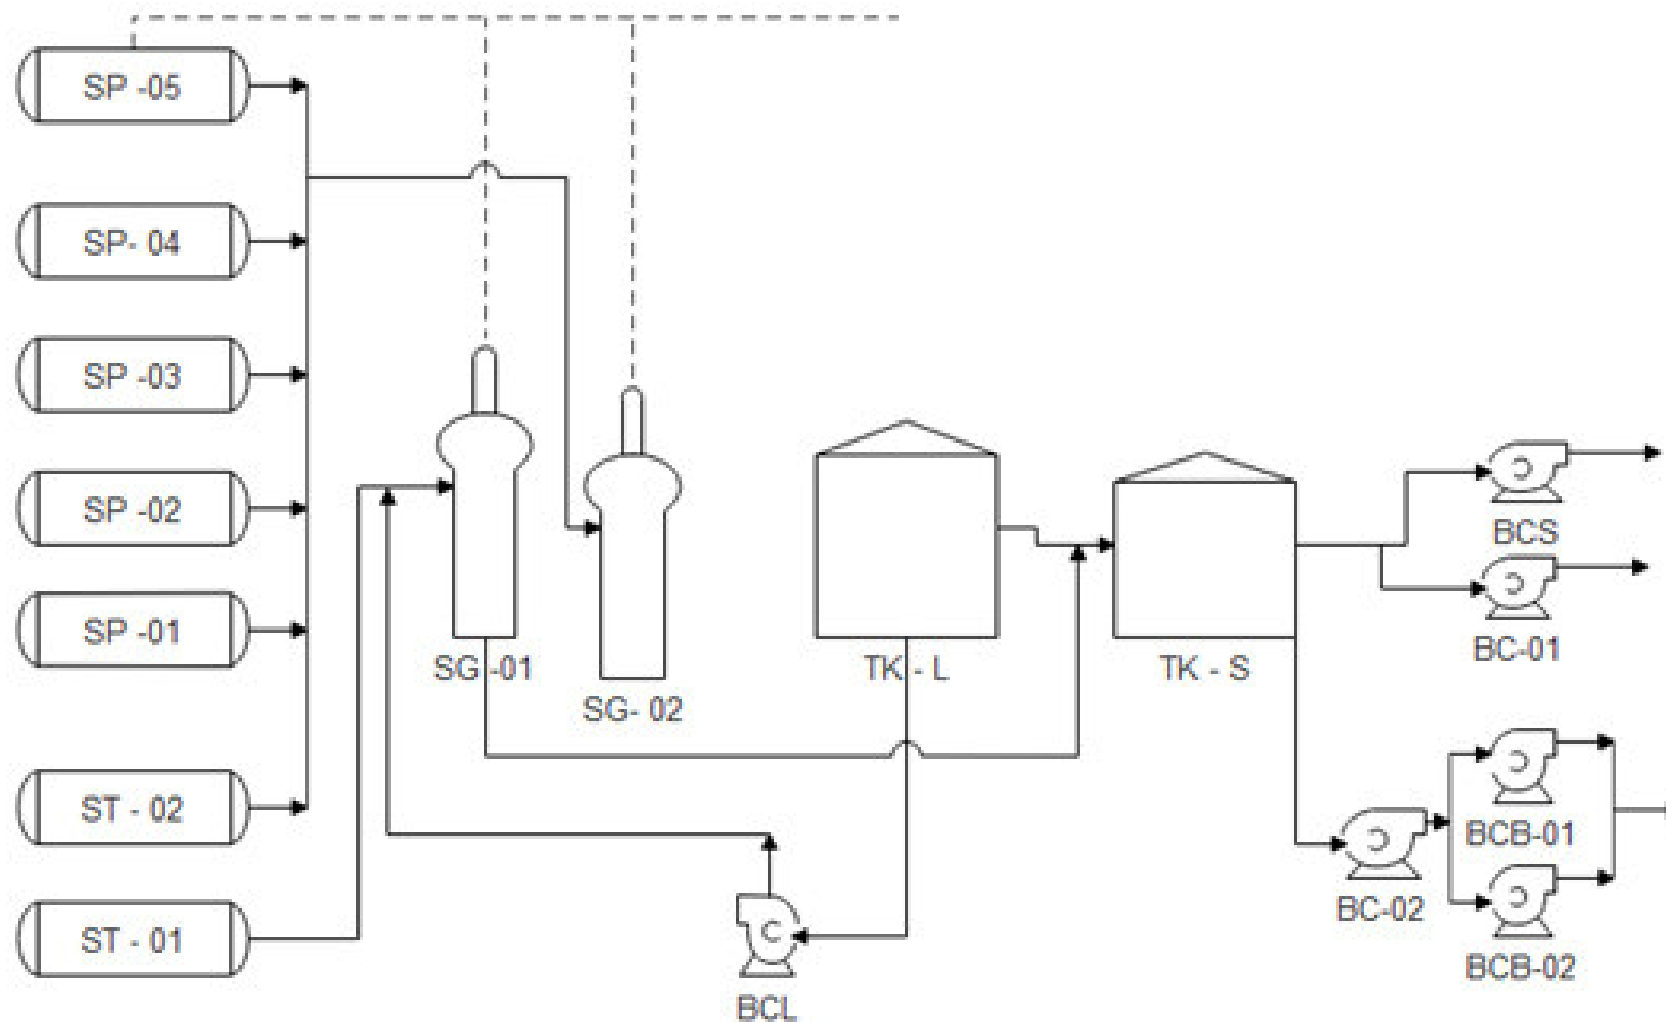 SP -05
SP- 04
SP -03
SP -02
SP -01
ST - 02
ST - 01
SG -01
SG- 02
TK - L
TK - S
BCL
BCS
BC-01
BC-02
BCB-01
BCB-02